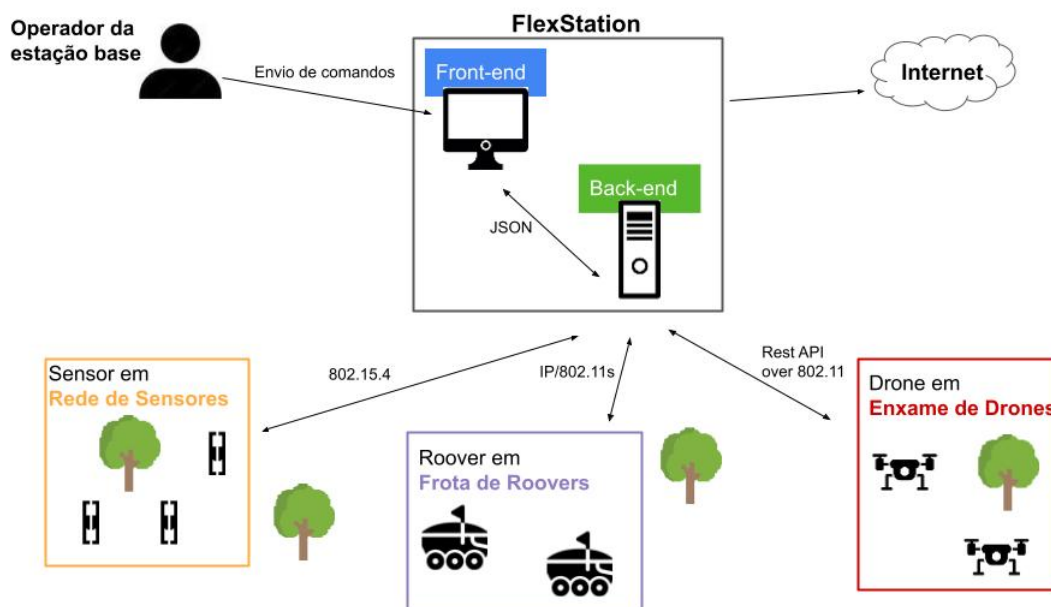 Operador da
estação base
FlexStation
Envio de comandos
Front-end
Internet
Back-end
JSON
802.15.4
IP/802.11s
Rest API
over 802.11
Sensor em
Rede de Sensores
Roover em
Frota de Roovers
Drone em
Enxame de Drones